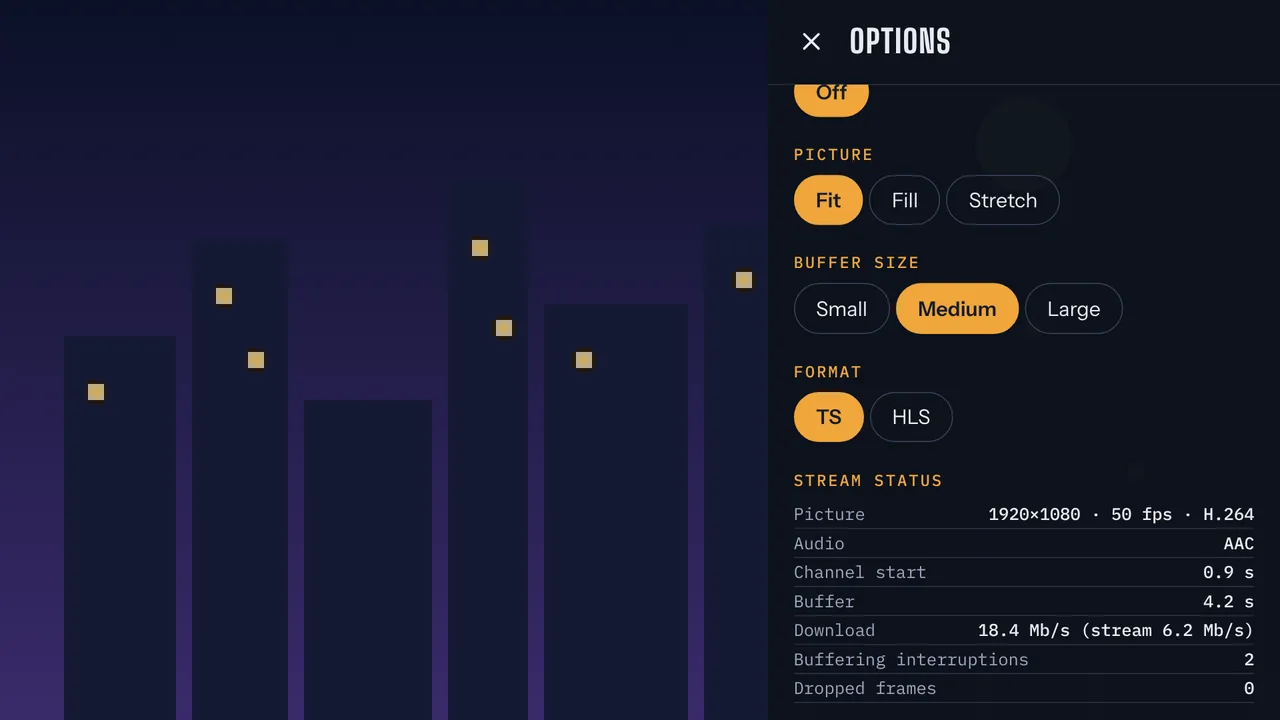 OPTIONS
Off
PICTURE
Fit Fill Stretch
BUFFER SIZE
Small Medium Large
FORMAT
TS HLS
STREAM STATUS
Picture 1920×1080 · 50 fps · H.264
Audio AAC
Channel start 0.9 s
Buffer 4.2 s
Download 18.4 Mb/s (stream 6.2 Mb/s)
Buffering interruptions 2
Dropped frames 0